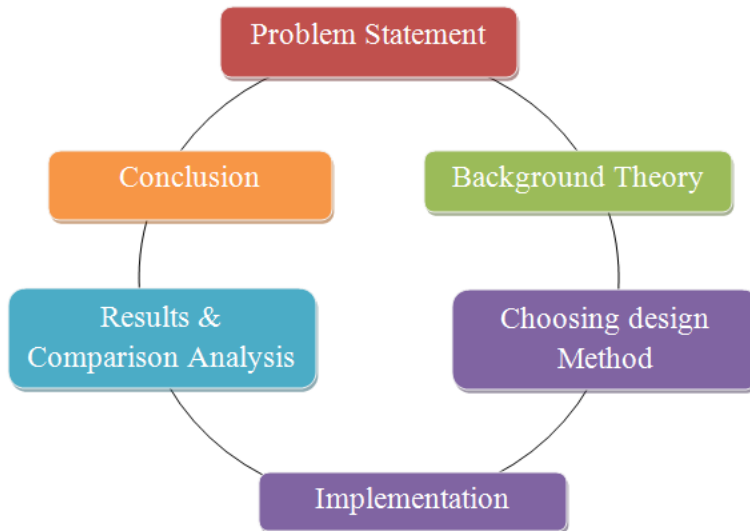 Problem Statement
Conclusion
Background Theory
Results &
Comparison Analysis
Choosing design
Method
Implementation